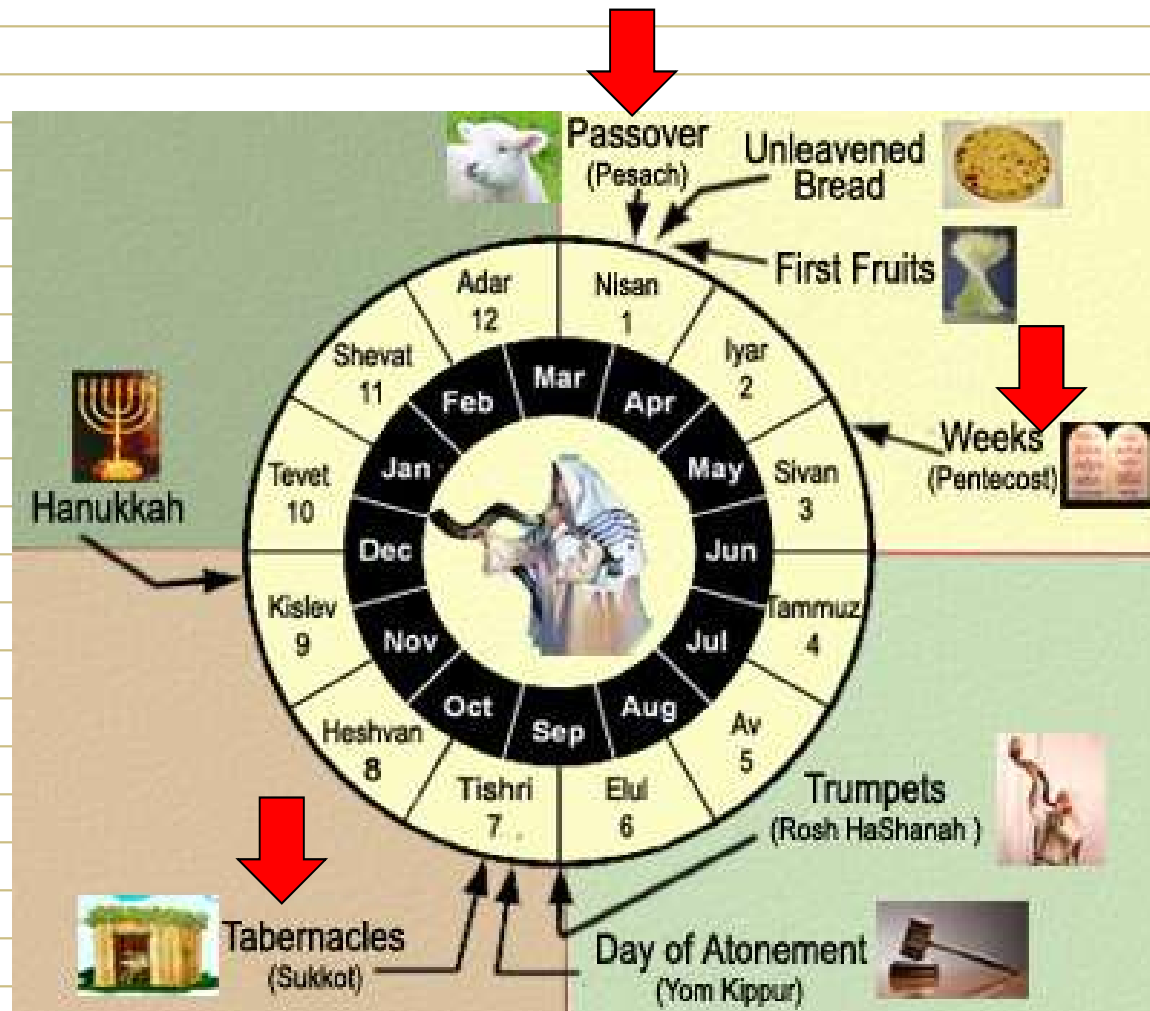 Passover
(Pesach)
Unleavened
Bread
First Fruits
Weeks
(Pentecost)
Hanukkah
Adar
12
Nisan
1
Iyar
2
Sivan
3
Tammuz
4
Av
5
Elul
6
Tishri
7
Heshvan
8
Kislev
9
Tevet
10
Shevat
11
Mar
Apr
May
Jun
Jul
Aug
Sep
Oct
Nov
Dec
Jan
Feb
Trumpets
(Rosh HaShanah )
Day of Atonement
(Yom Kippur)
Tabernacles
(Sukkot)